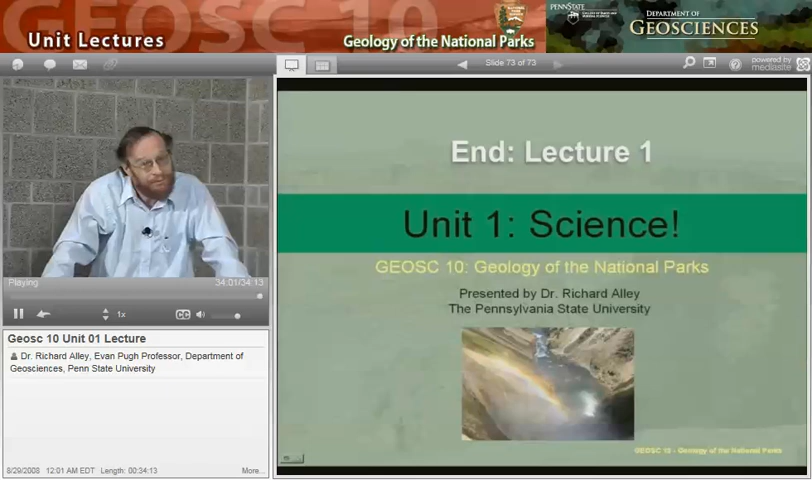 GEOSC 10
Unit Lectures
Geology of the National Parks
PENNSTATE
DEPARTMENT OF
GEOSCIENCES
Slide 73 of 73
powered by
mediasite
End: Lecture 1
Unit 1: Science!
GEOSC 10: Geology of the National Parks
Presented by Dr. Richard Alley
The Pennsylvania State University
GEOSC 10 - Geology of the National Parks
Playing
34:01/34:13
1x
CC
Geosc 10 Unit 01 Lecture
Dr. Richard Alley, Evan Pugh Professor, Department of
Geosciences, Penn State University
8/29/2008 12:01 AM Length: 00:34:13 More...